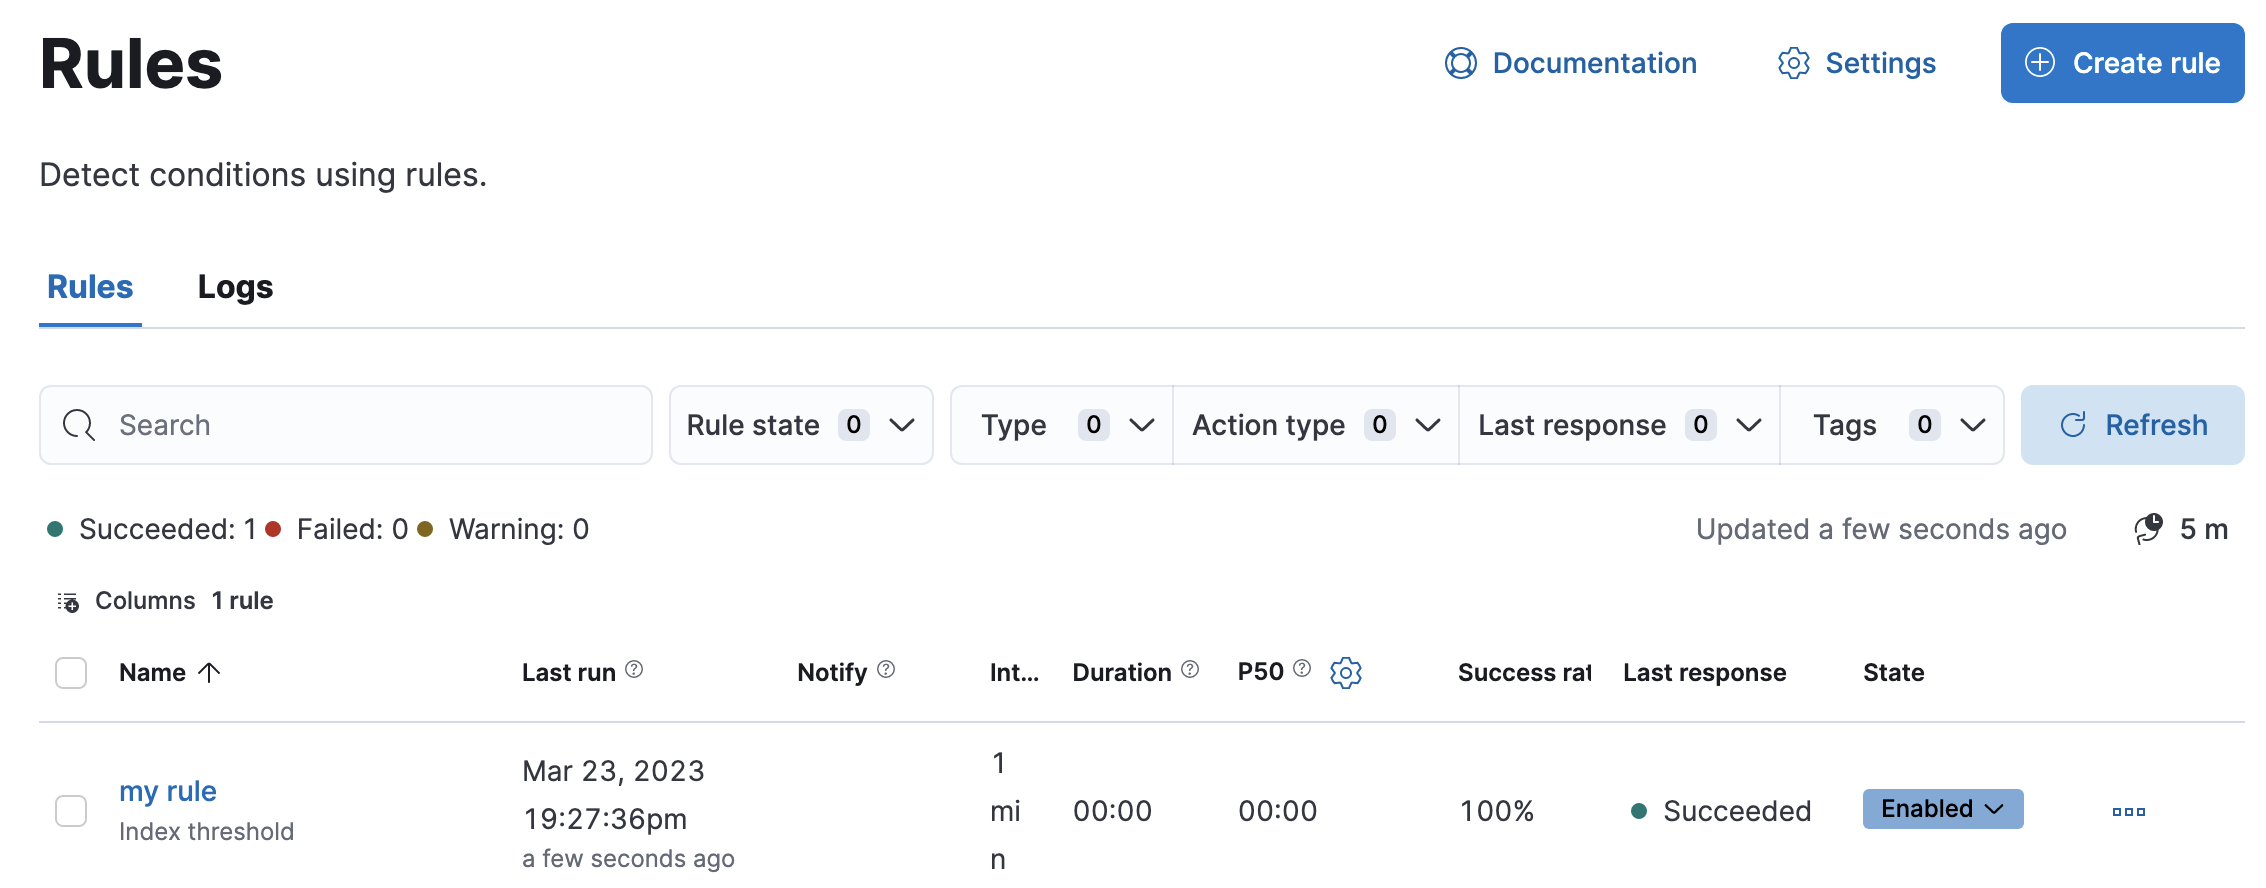 Rules
Documentation
Settings
Create rule
Detect conditions using rules.
Rules
Logs
Search
Rule state 0
Type 0
Action type 0
Last response 0
Tags 0
Refresh
Succeeded: 1 Failed: 0 Warning: 0
Updated a few seconds ago
5 m
Columns 1 rule
Name Last run Notify Int... Duration P50 Success rat Last response State
my rule
Index threshold
Mar 23, 2023
19:27:36pm
a few seconds ago
1
mi
n
00:00
00:00
100%
Succeeded
Enabled